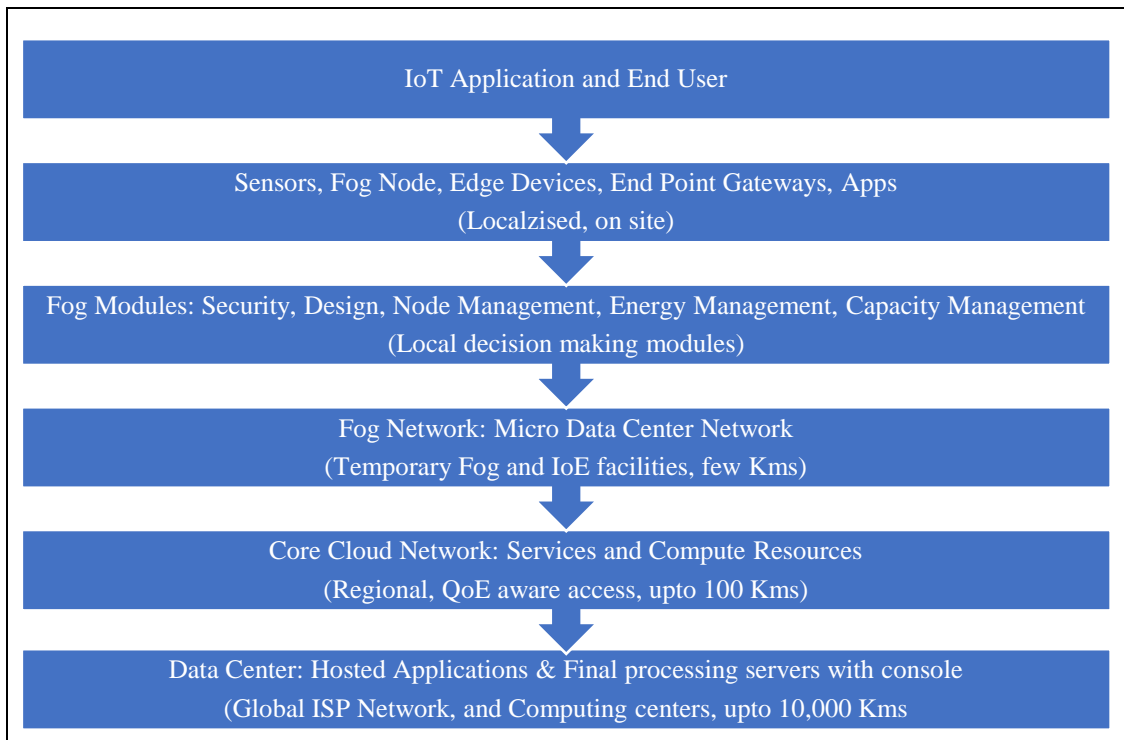 IoT Application and End User
Sensors, Fog Node, Edge Devices, End Point Gateways, Apps
(Localzised, on site)
Fog Modules: Security, Design, Node Management, Energy Management, Capacity Management
(Local decision making modules)
Fog Network: Micro Data Center Network
(Temporary Fog and IoE facilities, few Kms)
Core Cloud Network: Services and Compute Resources
(Regional, QoE aware access, upto 100 Kms)
Data Center: Hosted Applications & Final processing servers with console
(Global ISP Network, and Computing centers, upto 10,000 Kms